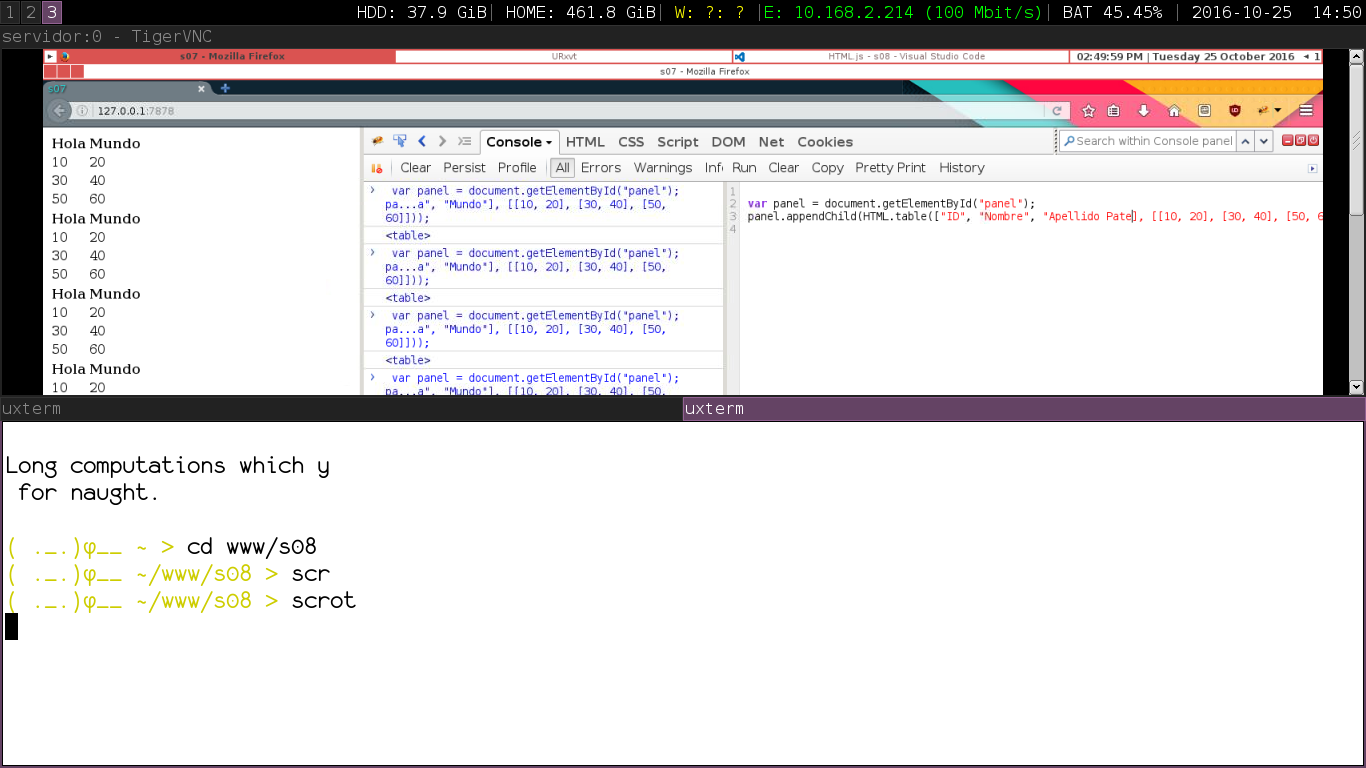 1 2 3 HDD: 37.9 GiB| HOME: 461.8 GiB| W: ?: ? |E: 10.168.2.214 (100 Mbit/s)| BAT 45.45% | 2016-10-25 14:50
servidor:0 - TigerVNC
s07 - Mozilla Firefox URxvt HTML.js - s08 - Visual Studio Code 02:49:59 PM | Tuesday 25 October 2016 ◂ 1
s07 - Mozilla Firefox
s07
127.0.0.1:7878
Hola Mundo
10 20
30 40
50 60
Hola Mundo
10 20
30 40
50 60
Hola Mundo
10 20
30 40
50 60
Hola Mundo
10 20
Console HTML CSS Script DOM Net Cookies Search within Console panel
Clear Persist Profile All Errors Warnings Inf Run Clear Copy Pretty Print History
var panel = document.getElementById("panel");
pa...a", "Mundo"], [[10, 20], [30, 40], [50,
60]]));
<table>
var panel = document.getElementById("panel");
pa...a", "Mundo"], [[10, 20], [30, 40], [50,
60]]));
<table>
var panel = document.getElementById("panel");
pa...a", "Mundo"], [[10, 20], [30, 40], [50,
60]]));
<table>
var panel = document.getElementById("panel");
pa...a", "Mundo"], [[10, 20], [30, 40], [50,
1
2 var panel = document.getElementById("panel");
3 panel.appendChild(HTML.table(["ID", "Nombre", "Apellido Pate], [[10, 20], [30, 40], [50, 6
4
uxterm uxterm
Long computations which y
for naught.
( ._.)φ__ ~ > cd www/s08
( ._.)φ__ ~/www/s08 > scr
( ._.)φ__ ~/www/s08 > scrot